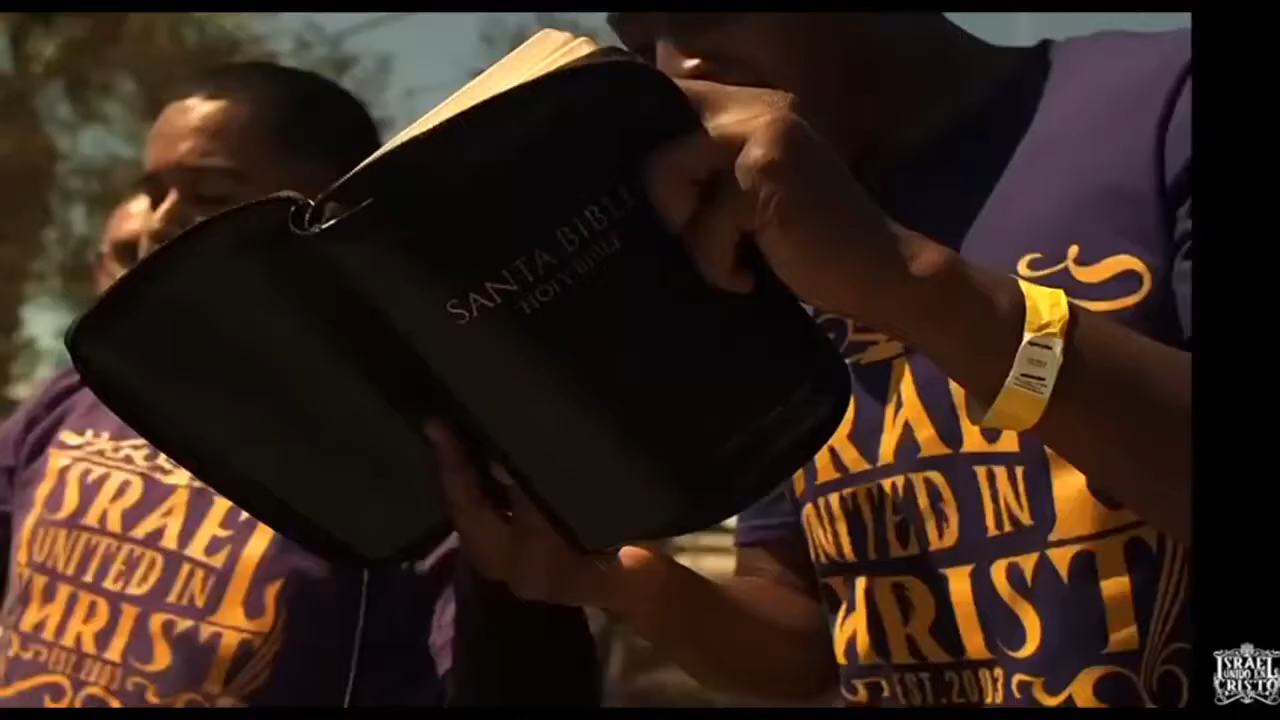 SANTA BIBLIA
HOLY BIBLE
ISRAEL
UNITED IN
CHRIST
EST. 2003
ISRAEL
UNITED IN
CHRIST
EST. 2003
ISRAEL
UNIDO EN
CRISTO